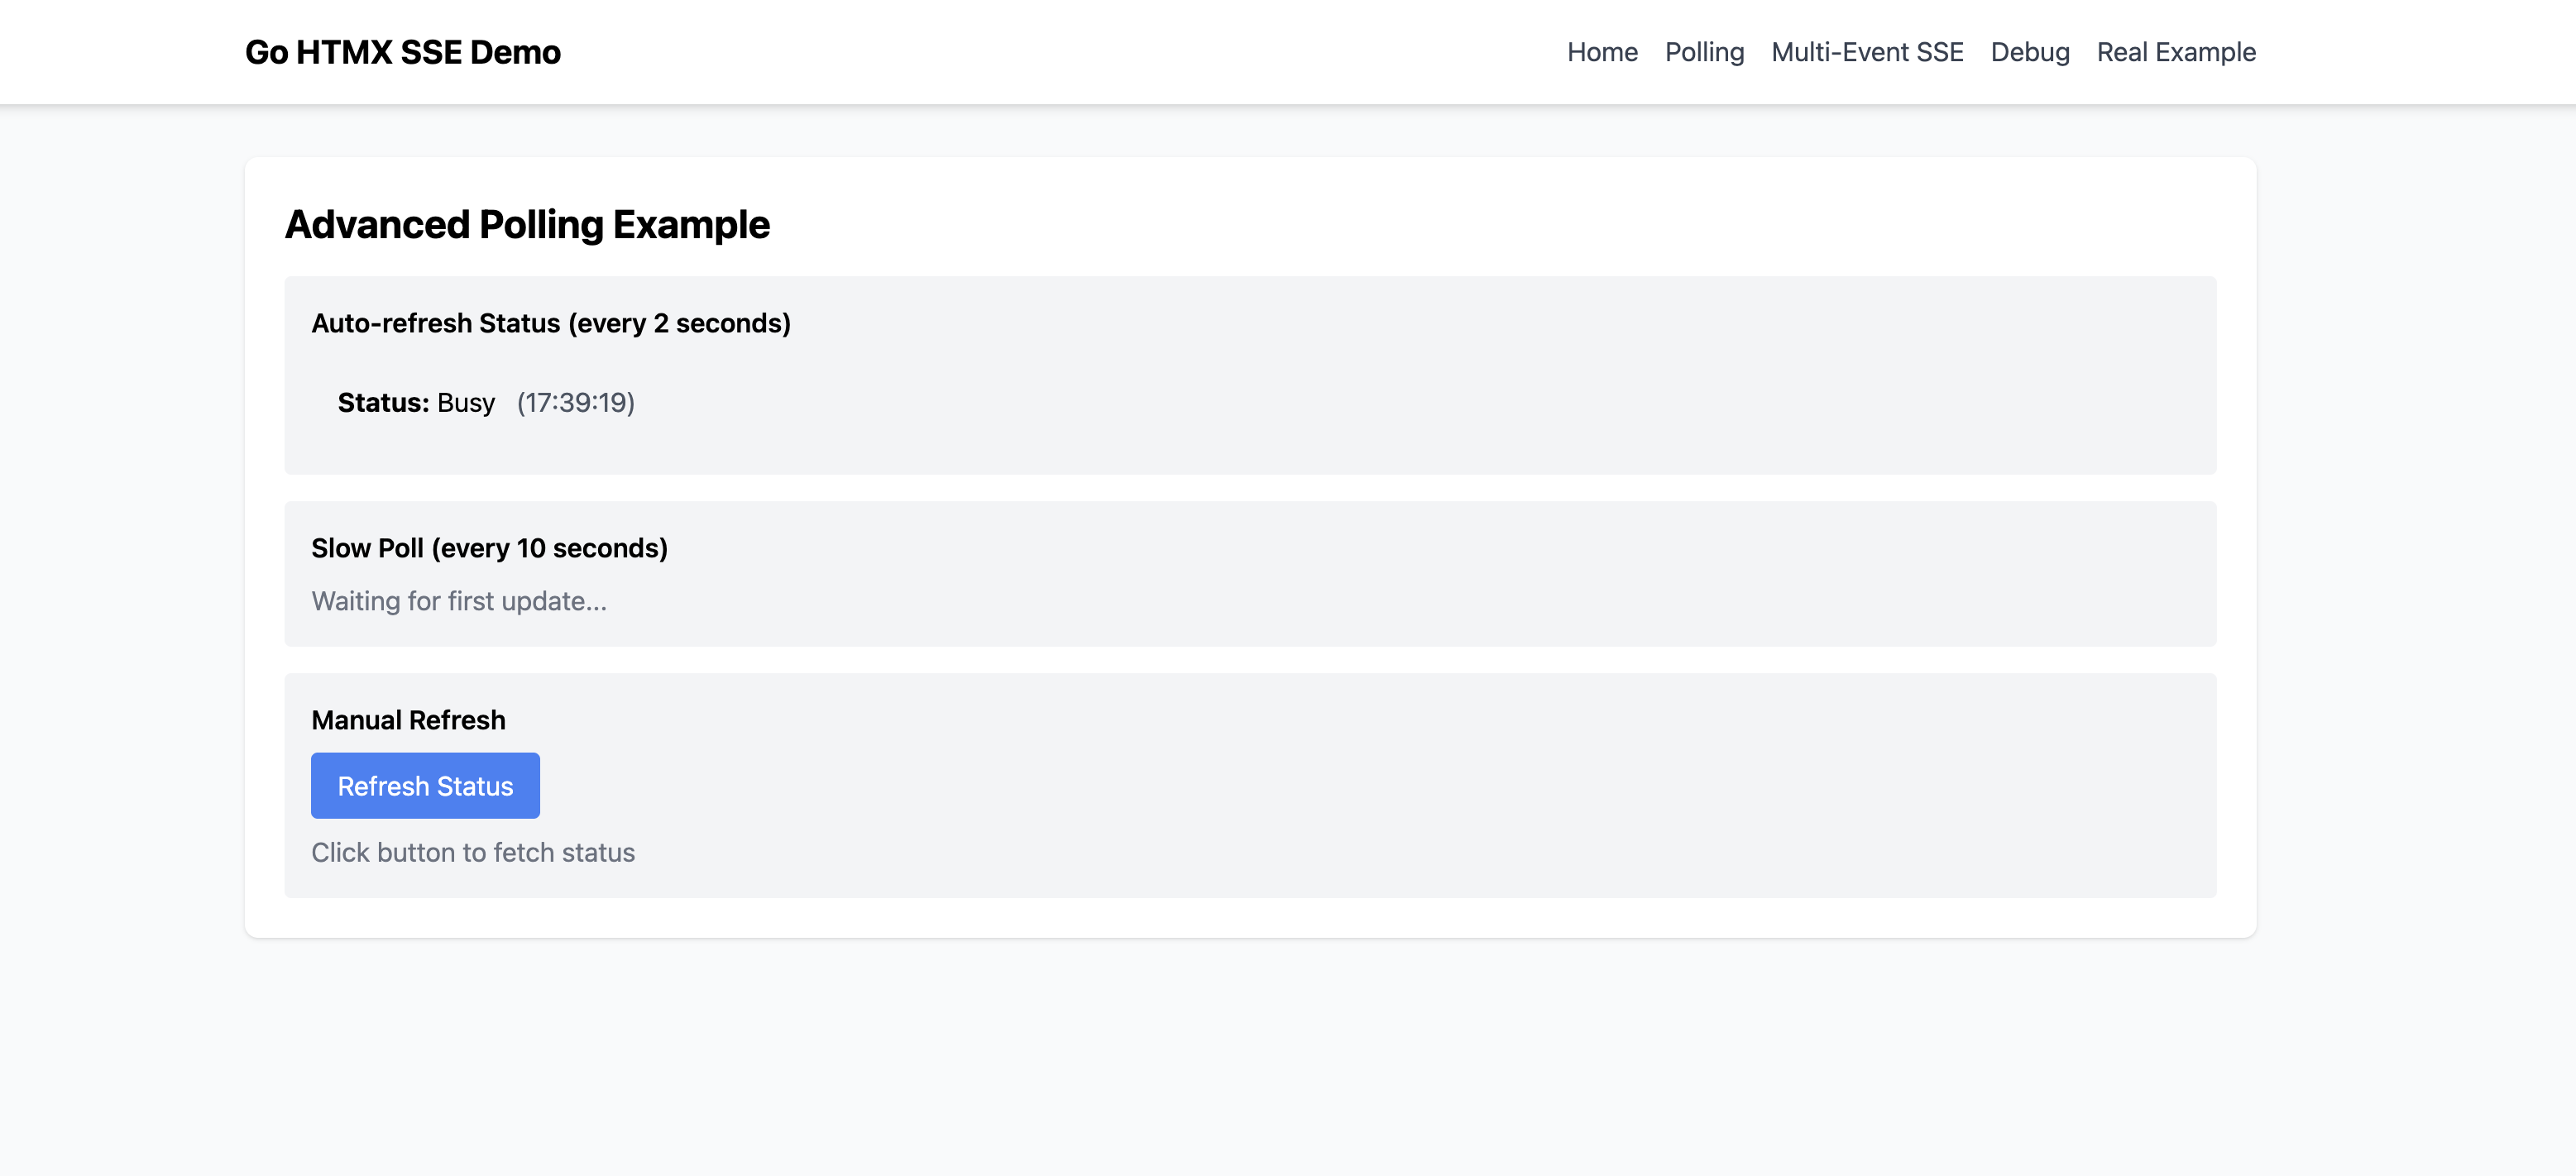 Go HTMX SSE Demo
Home Polling Multi-Event SSE Debug Real Example
Advanced Polling Example
Auto-refresh Status (every 2 seconds)
Status: Busy (17:39:19)
Slow Poll (every 10 seconds)
Waiting for first update...
Manual Refresh
Refresh Status
Click button to fetch status